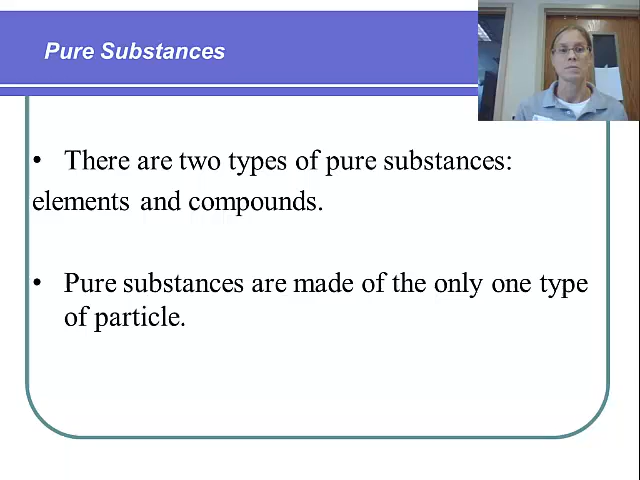 Pure Substances
• There are two types of pure substances:
elements and compounds.
• Pure substances are made of the only one type
of particle.